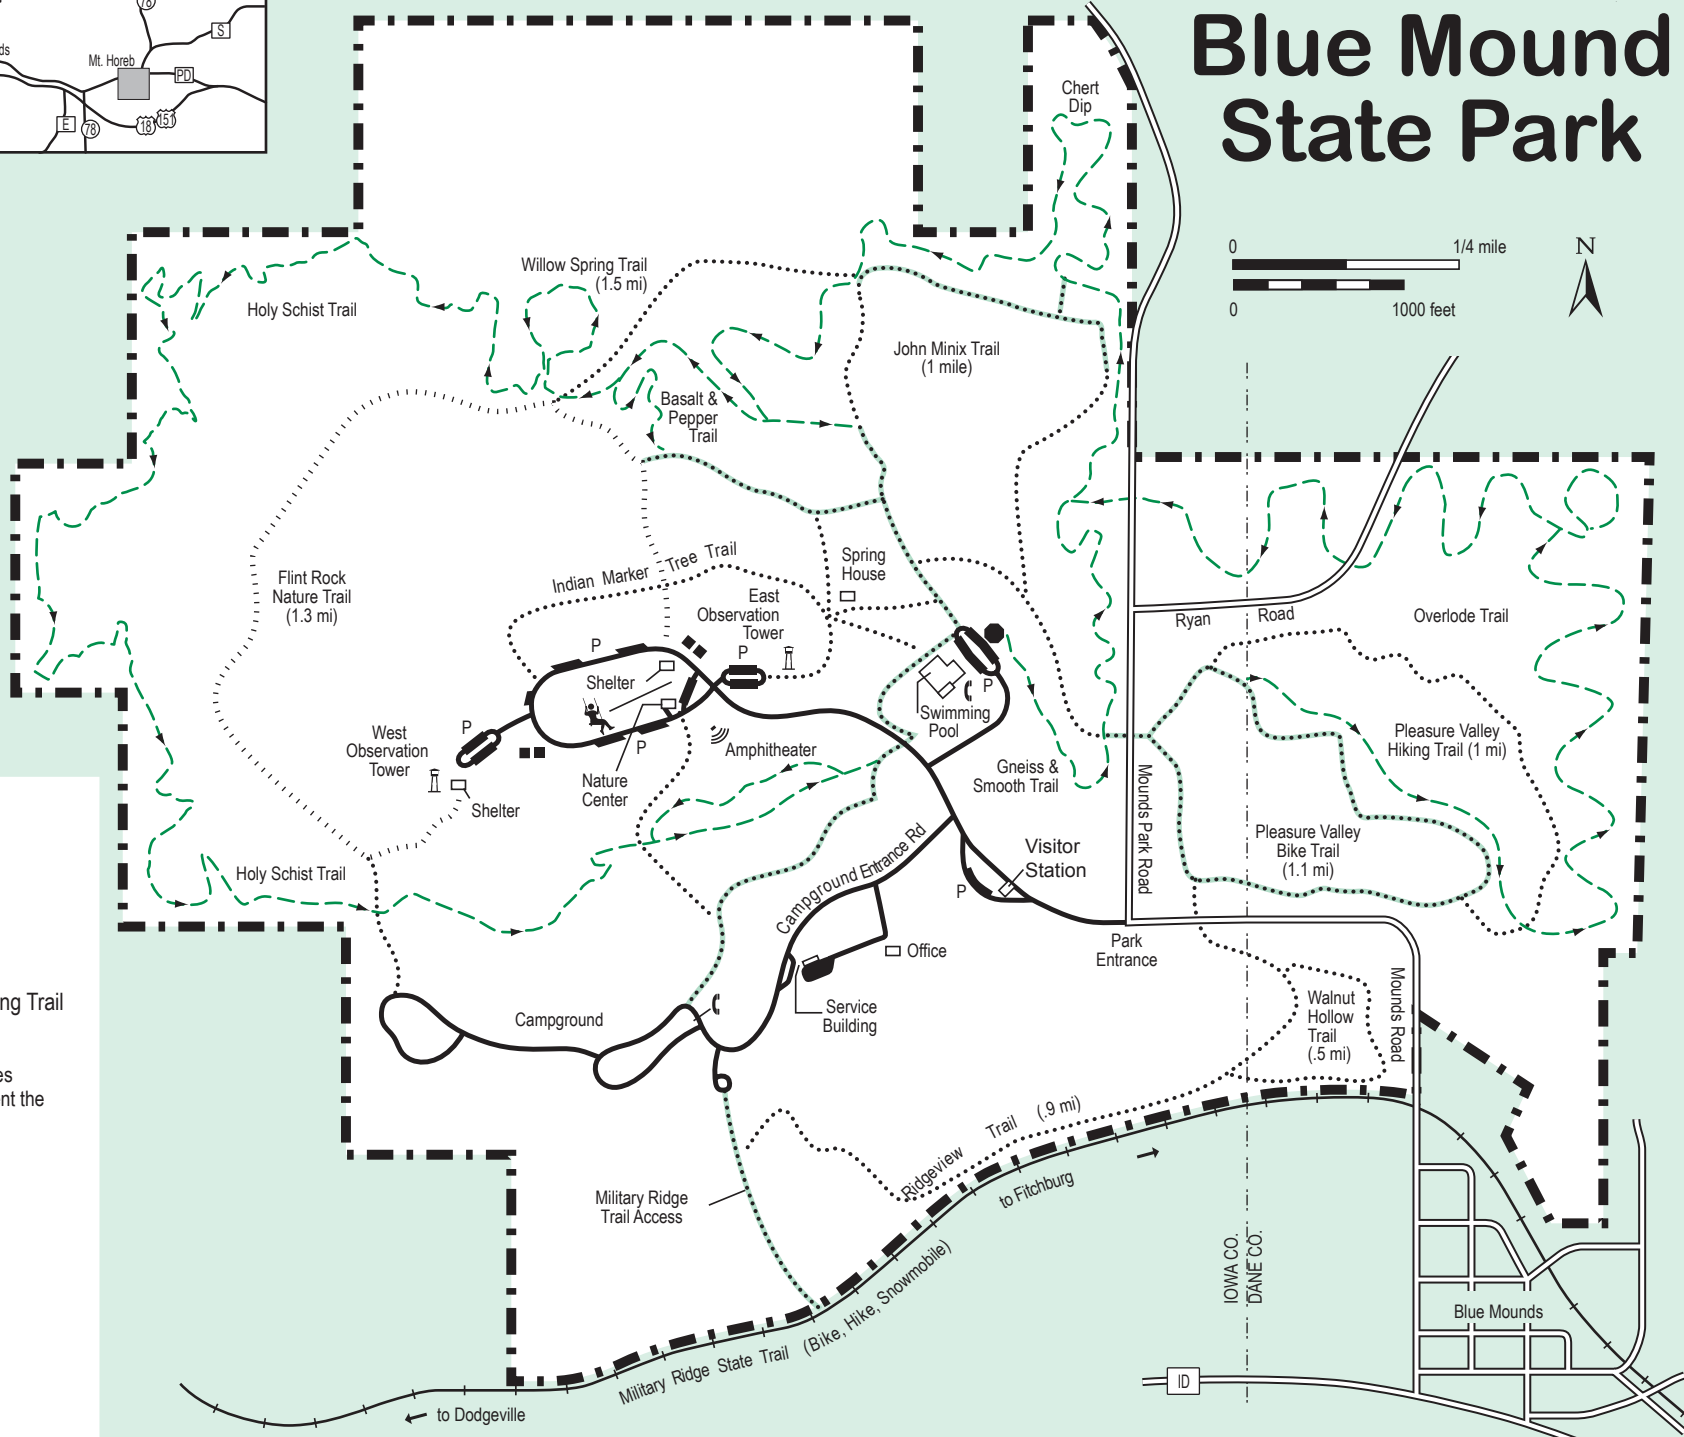 Blue Mound
State Park
78
S
ds
Mt. Horeb
PD
E
78
18
151
Chert
Dip
0
1/4 mile
0
1000 feet
N
Willow Spring Trail
(1.5 mi)
Holy Schist Trail
John Minix Trail
(1 mile)
Basalt &
Pepper
Trail
Indian Marker Tree Trail
Spring
House
Flint Rock
Nature Trail
(1.3 mi)
East
Observation
Tower
P
P
Ryan Road
Overlode Trail
Shelter
P
Swimming
Pool
P
West
Observation
Tower
P
Amphitheater
Nature
Center
Shelter
Gneiss &
Smooth Trail
Pleasure Valley
Hiking Trail (1 mi)
Mounds Park Road
Pleasure Valley
Bike Trail
(1.1 mi)
Visitor
Station
P
Campground Entrance Rd
Holy Schist Trail
Park
Entrance
Office
Service
Building
Campground
ng Trail
es
nt the
Walnut
Hollow
Trail
(.5 mi)
Mounds Road
Ridgeview Trail (.9 mi)
Military Ridge
Trail Access
to Fitchburg
IOWA CO.
DANE CO.
Military Ridge State Trail (Bike, Hike, Snowmobile)
Blue Mounds
ID
to Dodgeville